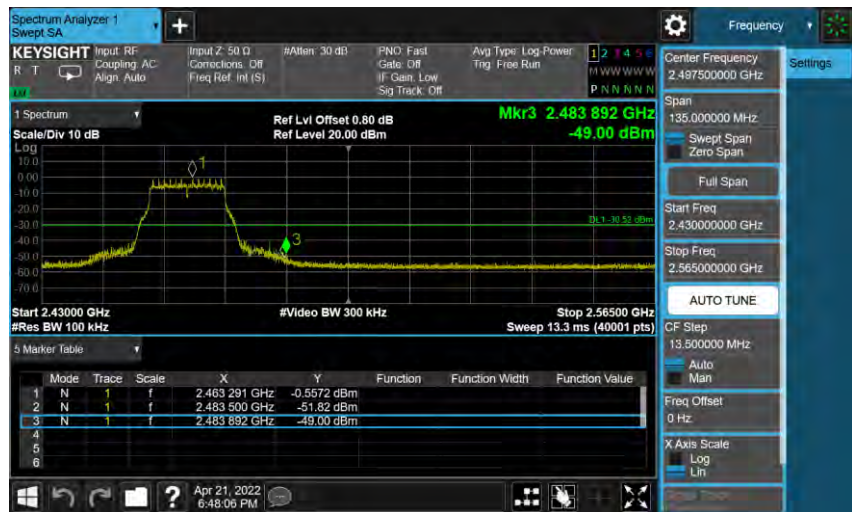 Spectrum Analyzer 1
Swept SA
+
Frequency
KEYSIGHT
R T
Input: RF
Coupling: AC
Align: Auto
Input Z: 50 Ω
Corrections: Off
Freq Ref: Int (S)
#Atten: 30 dB
PNO: Fast
Gate: Off
IF Gain: Low
Sig Track: Off
Avg Type: Log-Power
Trig: Free Run
1 2 3 4 5 6
M W W W W W
P N N N N N
1 Spectrum
Scale/Div 10 dB
Ref Lvl Offset 0.80 dB
Ref Level 20.00 dBm
Mkr3 2.483 892 GHz
-49.00 dBm
Log
10.0
0.00
-10.0
-20.0
-30.0
-40.0
-50.0
-60.0
-70.0
1
3
DL1 -30.52 dBm
Start 2.43000 GHz
#Video BW 300 kHz
Stop 2.56500 GHz
#Res BW 100 kHz
Sweep 13.3 ms (40001 pts)
5 Marker Table
Mode Trace Scale X Y Function Function Width Function Value
1 N 1 f 2.463 291 GHz -0.5572 dBm
2 N 1 f 2.483 500 GHz -51.82 dBm
3 N 1 f 2.483 892 GHz -49.00 dBm
4
5
6
?
Apr 21, 2022
6:48:06 PM
Center Frequency
2.497500000 GHz
Settings
Span
135.000000 MHz
Swept Span
Zero Span
Full Span
Start Freq
2.430000000 GHz
Stop Freq
2.565000000 GHz
AUTO TUNE
CF Step
13.500000 MHz
Auto
Man
Freq Offset
0 Hz
X Axis Scale
Log
Lin